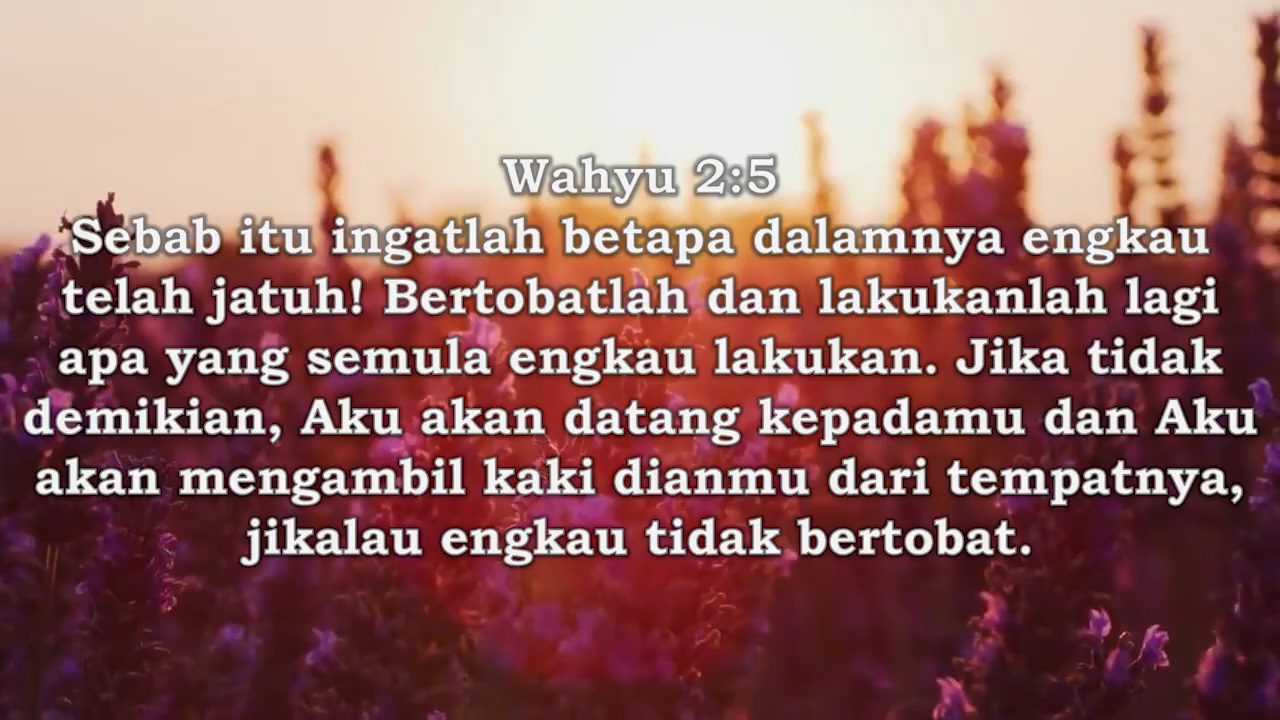 Wahyu 2:5
Sebab itu ingatlah betapa dalamnya engkau
telah jatuh! Bertobatlah dan lakukanlah lagi
apa yang semula engkau lakukan. Jika tidak
demikian, Aku akan datang kepadamu dan Aku
akan mengambil kaki dianmu dari tempatnya,
jikalau engkau tidak bertobat.